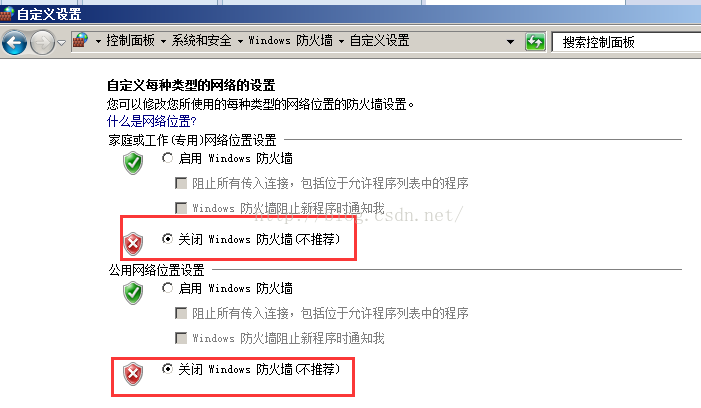 自定义设置
控制面板 系统和安全 Windows 防火墙 自定义设置
搜索控制面板
自定义每种类型的网络的设置
您可以修改您所使用的每种类型的网络位置的防火墙设置。
什么是网络位置?
家庭或工作(专用)网络位置设置
启用 Windows 防火墙
阻止所有传入连接，包括位于允许程序列表中的程序
Windows 防火墙阻止新程序时通知我
http://blog.csdn.net/
关闭 Windows 防火墙(不推荐)
公用网络位置设置
启用 Windows 防火墙
阻止所有传入连接，包括位于允许程序列表中的程序
Windows 防火墙阻止新程序时通知我
关闭 Windows 防火墙(不推荐)